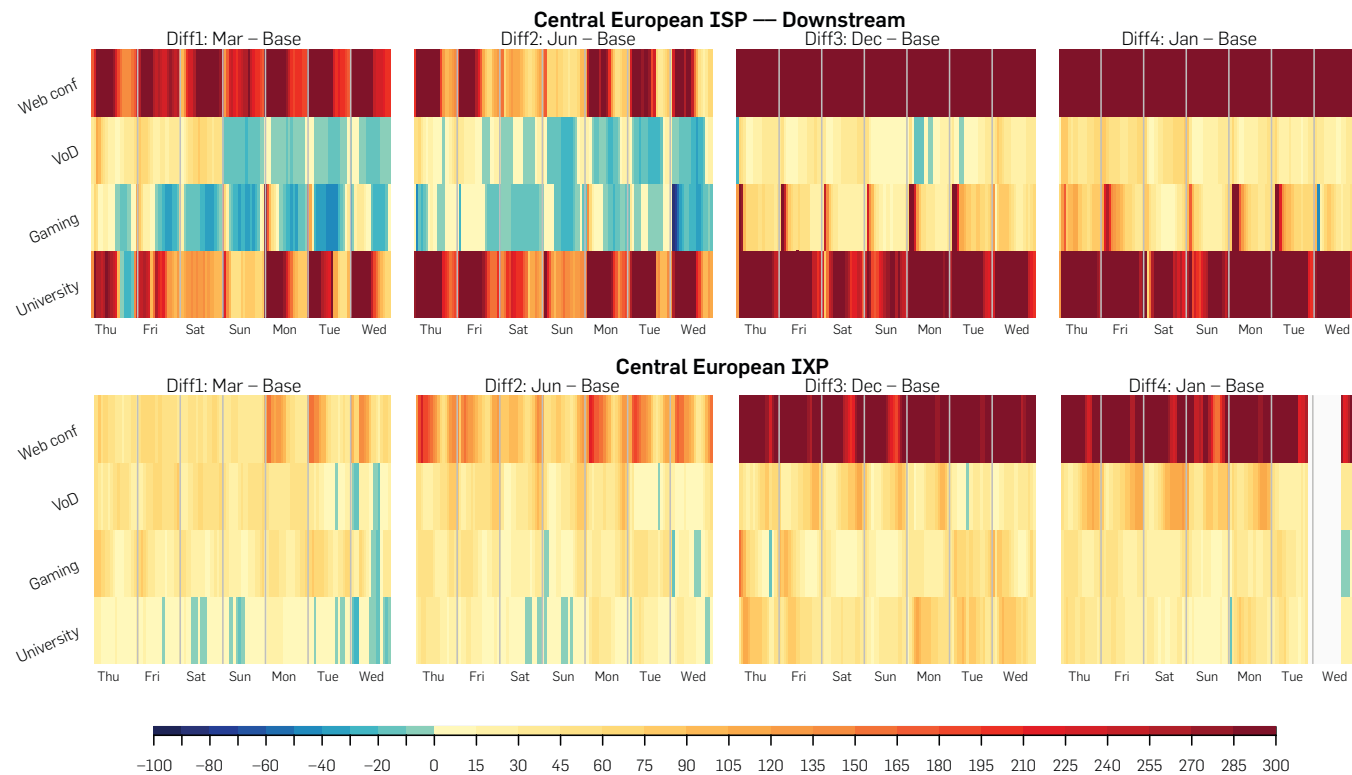 Central European ISP — Downstream
Diff1: Mar – Base Diff2: Jun – Base Diff3: Dec – Base Diff4: Jan – Base
Web conf
VoD
Gaming
University
Thu Fri Sat Sun Mon Tue Wed Thu Fri Sat Sun Mon Tue Wed Thu Fri Sat Sun Mon Tue Wed Thu Fri Sat Sun Mon Tue Wed
Central European IXP
Diff1: Mar – Base Diff2: Jun – Base Diff3: Dec – Base Diff4: Jan – Base
Web conf
VoD
Gaming
University
Thu Fri Sat Sun Mon Tue Wed Thu Fri Sat Sun Mon Tue Wed Thu Fri Sat Sun Mon Tue Wed Thu Fri Sat Sun Mon Tue Wed
−100 −80 −60 −40 −20 0 15 30 45 60 75 90 105 120 135 150 165 180 195 210 225 240 255 270 285 300